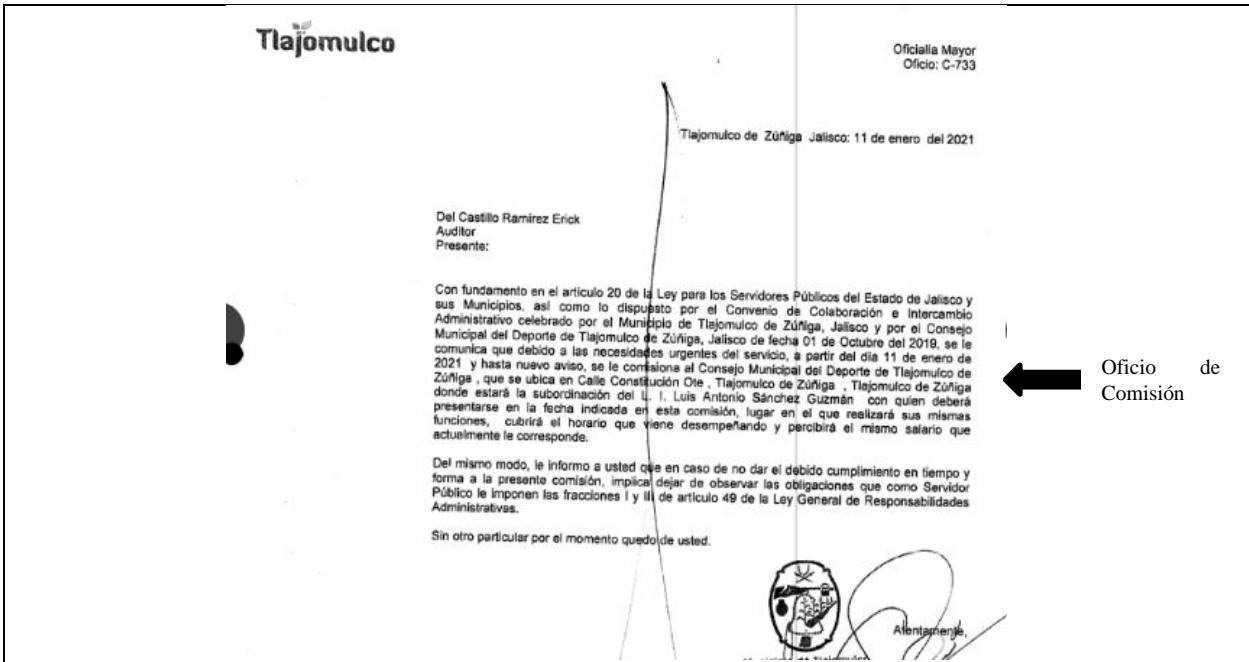 Tlajomulco
Oficialía Mayor
Oficio: C-733
Tlajomulco de Zúñiga Jalisco: 11 de enero del 2021
Del Castillo Ramirez Erick
Auditor
Presente:
Con fundamento en el artículo 20 de la Ley para los Servidores Públicos del Estado de Jalisco y
sus Municipios, así como lo dispuesto por el Convenio de Colaboración e Intercambio
Administrativo celebrado por el Municipio de Tlajomulco de Zúñiga, Jalisco y por el Consejo
Municipal del Deporte de Tlajomulco de Zúñiga, Jalisco de fecha 01 de Octubre del 2019, se le
comunica que debido a las necesidades urgentes del servicio, a partir del día 11 de enero de
2021 y hasta nuevo aviso, se le comisiona al Consejo Municipal del Deporte de Tlajomulco de
Zúñiga , que se ubica en Calle Constitución Ote , Tlajomulco de Zúñiga , Tlajomulco de Zúñiga
donde estará la subordinación del L. I. Luis Antonio Sánchez Guzmán con quien deberá
presentarse en la fecha indicada en esta comisión, lugar en el que realizará sus mismas
funciones, cubrirá el horario que viene desempeñando y percibirá el mismo salario que
actualmente le corresponde.
Oficio de
Comisión
Del mismo modo, le informo a usted que en caso de no dar el debido cumplimiento en tiempo y
forma a la presente comisión, implica dejar de observar las obligaciones que como Servidor
Público le imponen las fracciones I y III de artículo 49 de la Ley General de Responsabilidades
Administrativas.
Sin otro particular por el momento quedo de usted.
Atentamente,